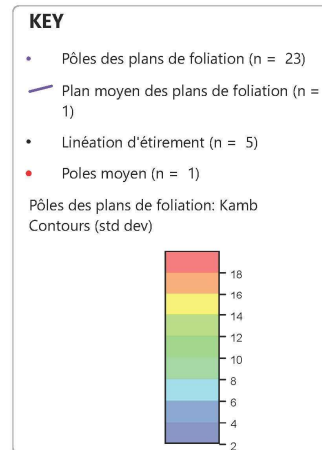 KEY
Pôles des plans de foliation (n = 23)
Plan moyen des plans de foliation (n =
1)
Linéation d'étirement (n = 5)
Poles moyen (n = 1)
Pôles des plans de foliation: Kamb
Contours (std dev)
18
16
14
12
10
8
6
4
2